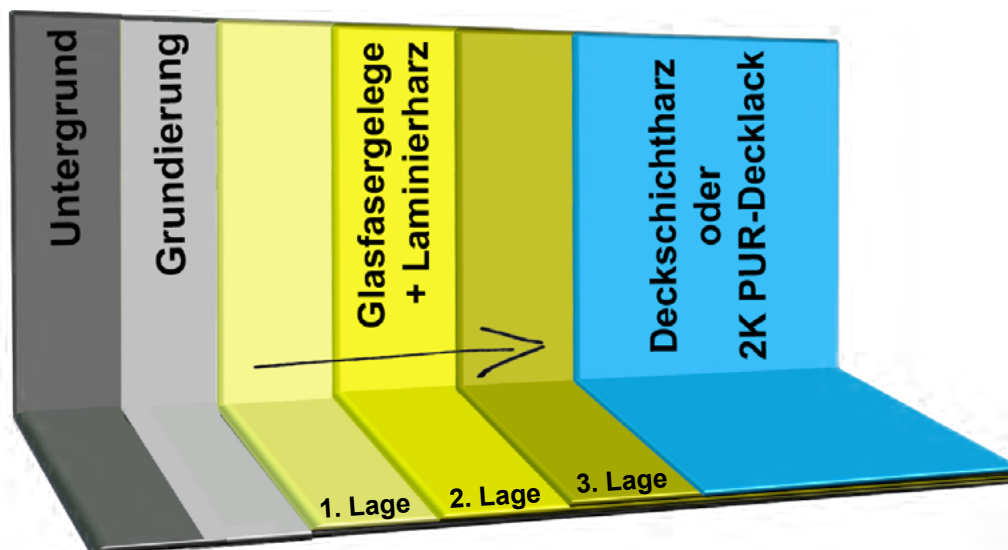 Untergrund
Grundierung
Glasfasergelege
+ Laminierharz
Deckschichtharz
oder
2K PUR-Decklack
1. Lage
2. Lage
3. Lage